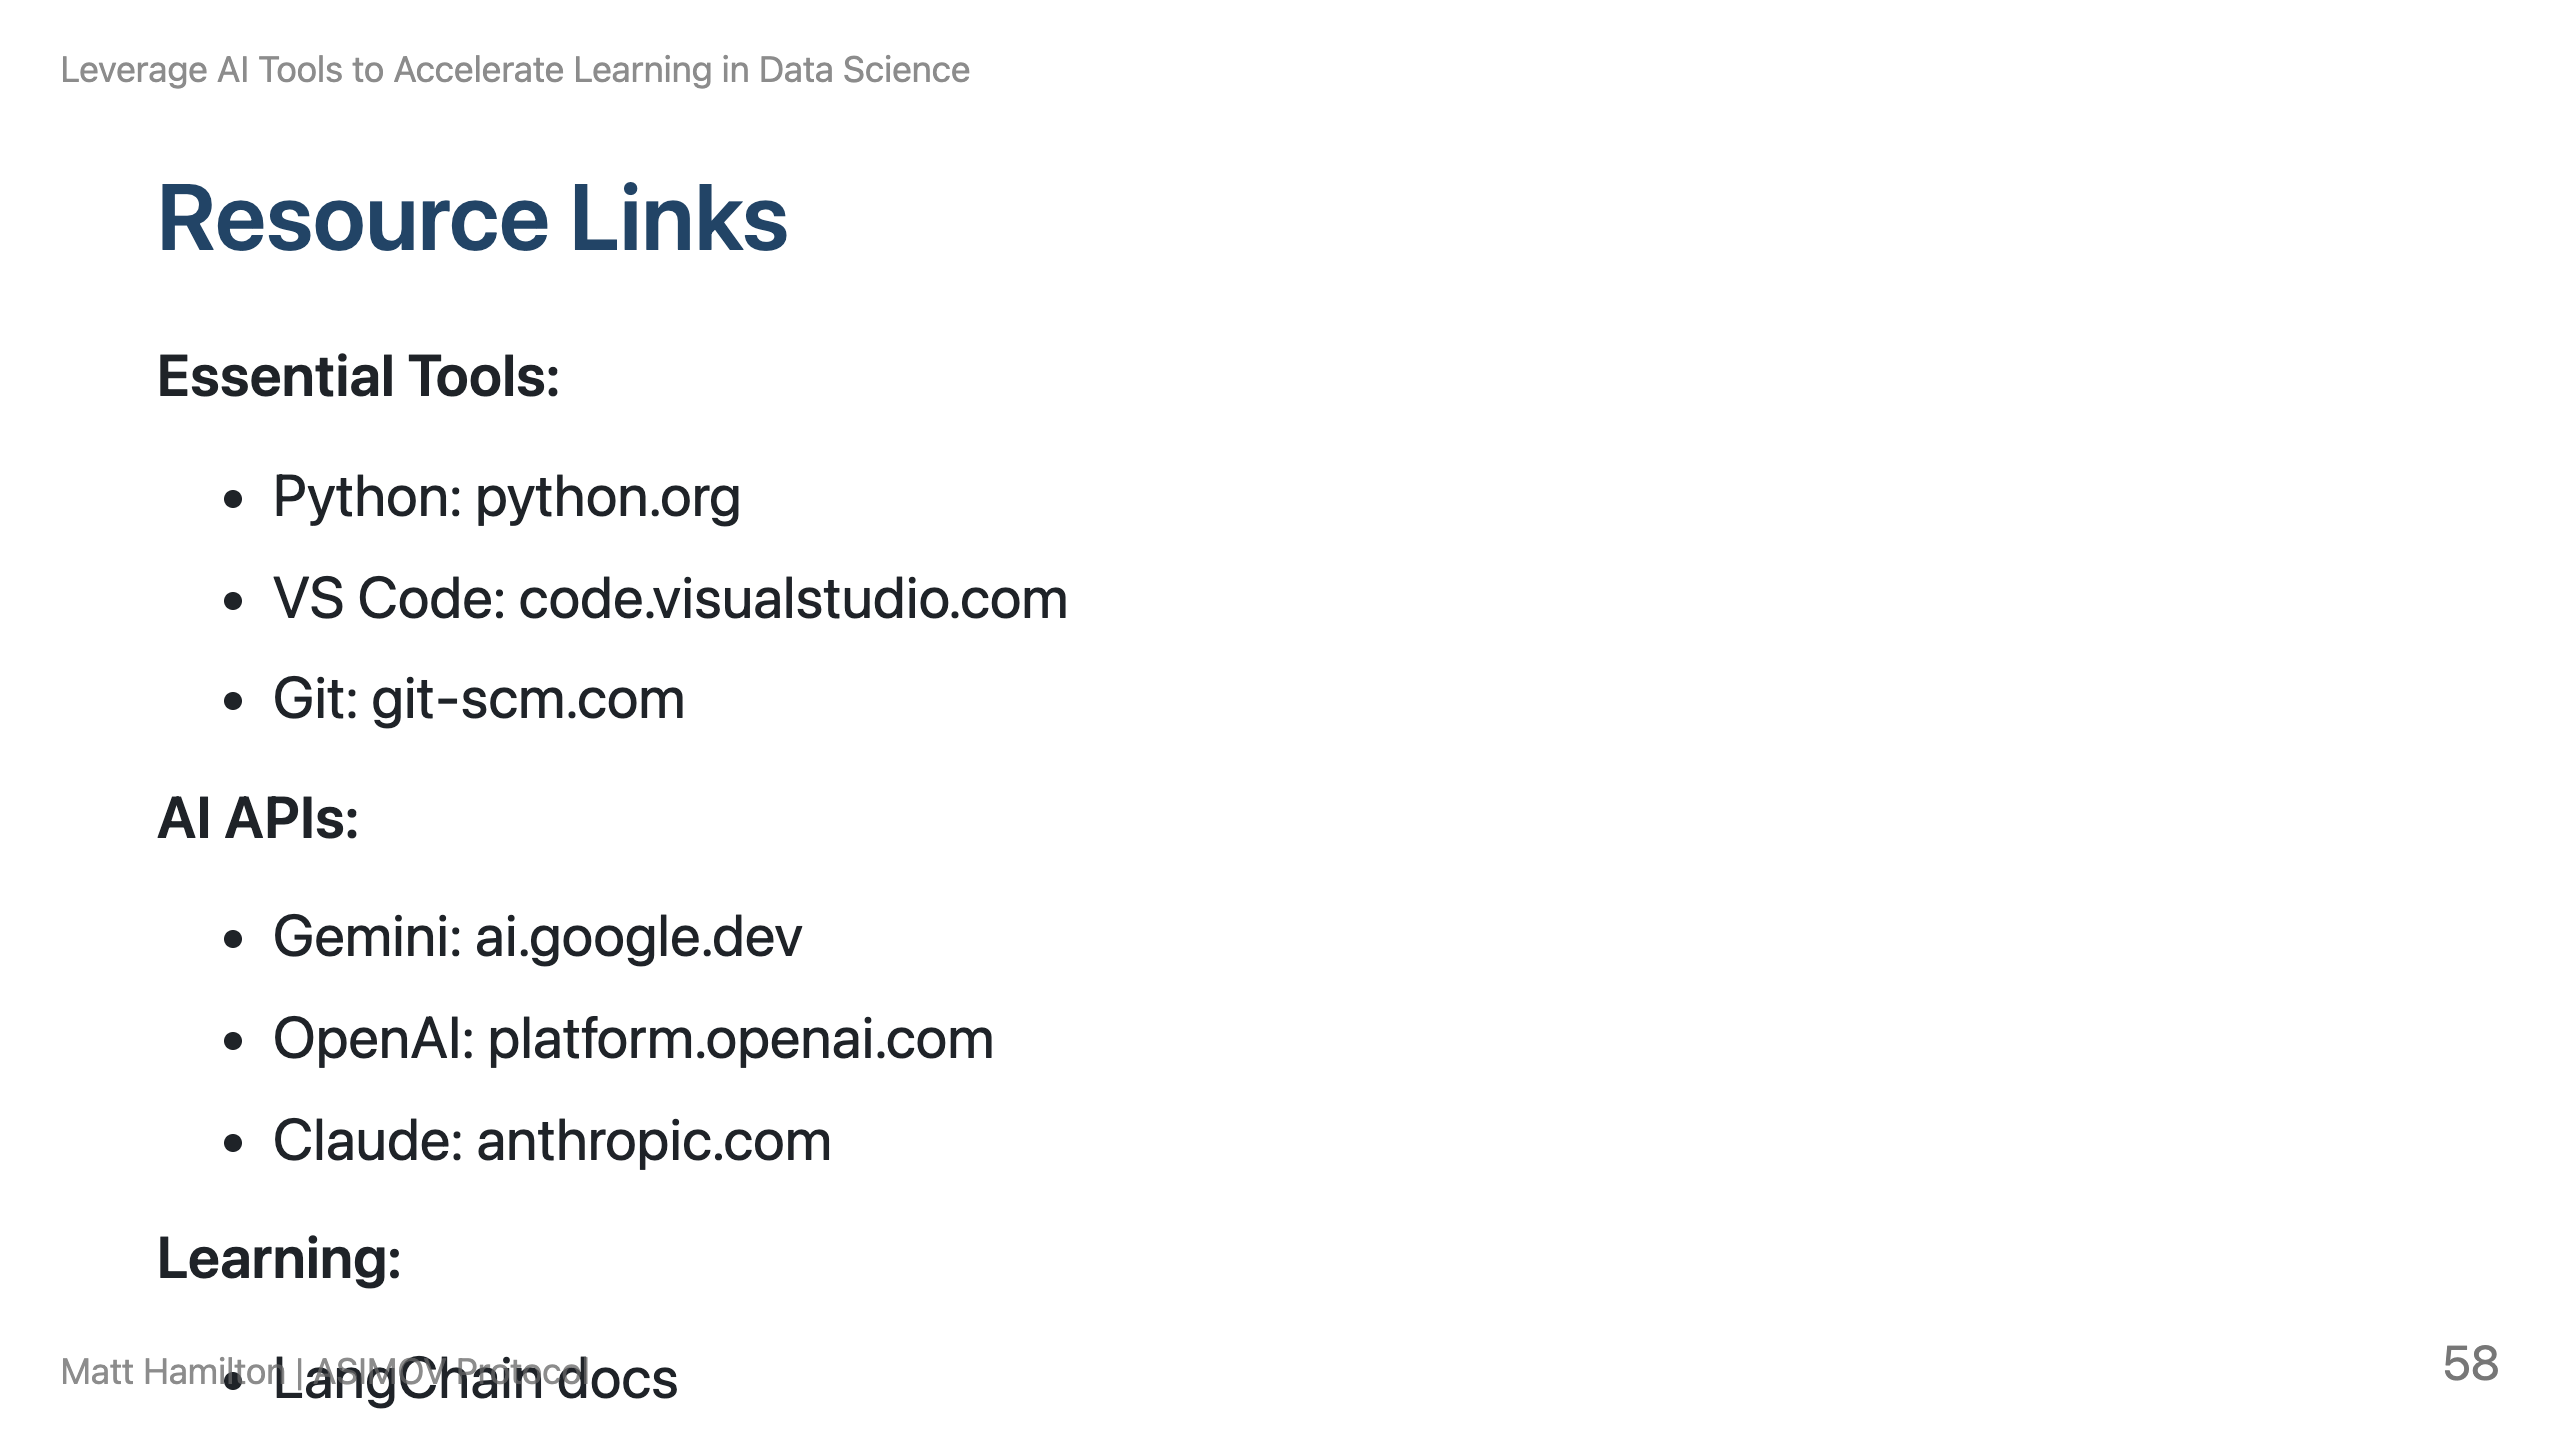 Leverage AI Tools to Accelerate Learning in Data Science
Resource Links
Essential Tools:
• Python: python.org
• VS Code: code.visualstudio.com
• Git: git-scm.com
AI APIs:
• Gemini: ai.google.dev
• OpenAI: platform.openai.com
• Claude: anthropic.com
Learning:
• LangChain docs
Matt Hamilton | ASIMOV Protocol
58